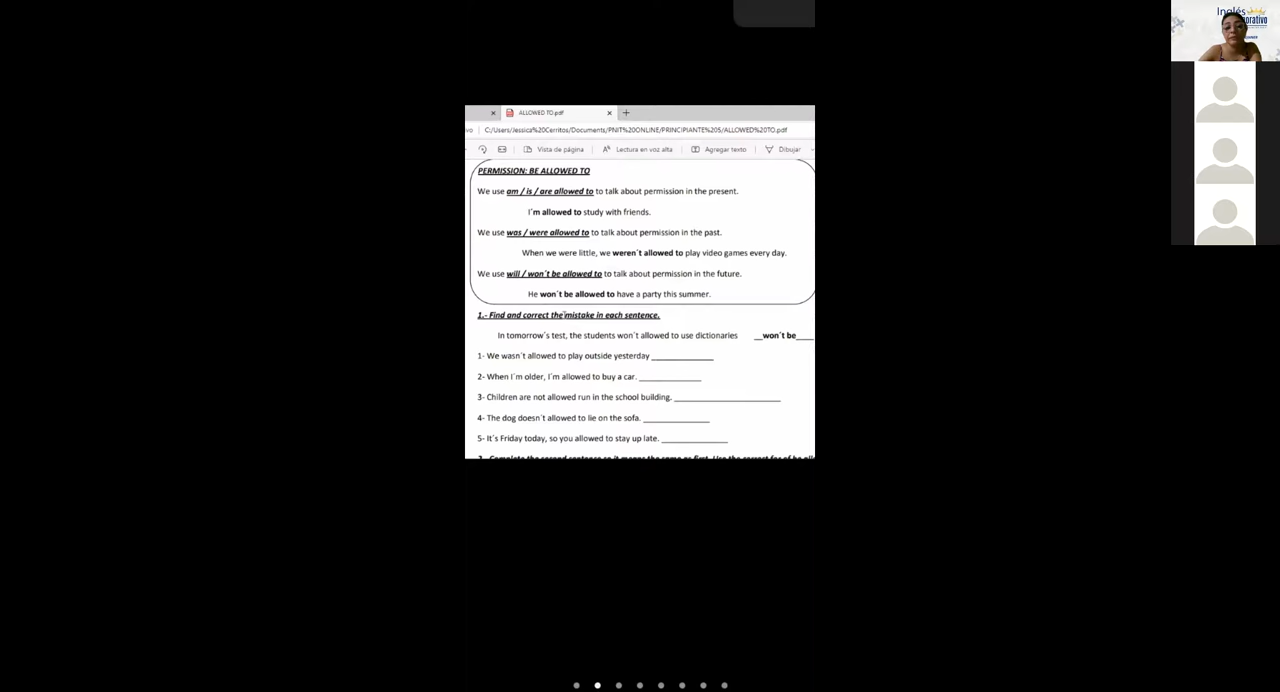 Inglés
ALLOWED TO.pdf
C:/Users/Jessica%20Cerritos/Documents/PNIT%20ONLINE/PRINCIPIANTE%205/ALLOWED%20TO.pdf
Vista de página
Lectura en voz alta
Agregar texto
Dibujar
PERMISSION: BE ALLOWED TO
We use am / is / are allowed to to talk about permission in the present.
I´m allowed to study with friends.
We use was / were allowed to to talk about permission in the past.
When we were little, we weren´t allowed to play video games every day.
We use will / won´t be allowed to to talk about permission in the future.
He won´t be allowed to have a party this summer.
1.- Find and correct the mistake in each sentence.
In tomorrow´s test, the students won´t allowed to use dictionaries __won´t be____
1- We wasn´t allowed to play outside yesterday ____________
2- When I´m older, I´m allowed to buy a car. ____________
3- Children are not allowed run in the school building. ____________________
4- The dog doesn´t allowed to lie on the sofa. ____________
5- It´s Friday today, so you allowed to stay up late. ____________